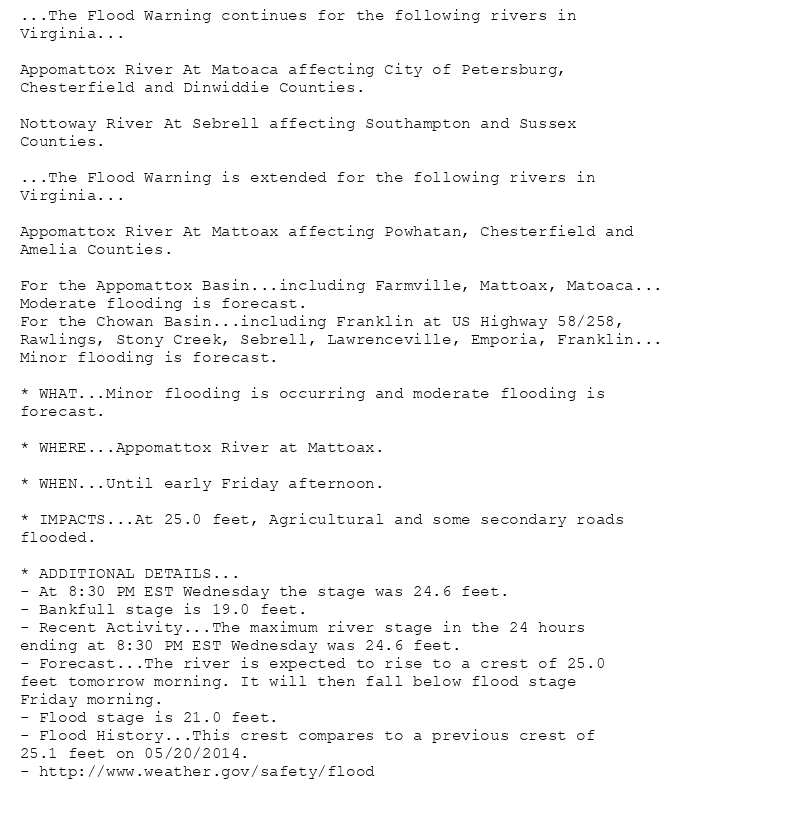 ...The Flood Warning continues for the following rivers in
Virginia...
Appomattox River At Matoaca affecting City of Petersburg,
Chesterfield and Dinwiddie Counties.
Nottoway River At Sebrell affecting Southampton and Sussex
Counties.
...The Flood Warning is extended for the following rivers in
Virginia...
Appomattox River At Mattoax affecting Powhatan, Chesterfield and
Amelia Counties.
For the Appomattox Basin...including Farmville, Mattoax, Matoaca...
Moderate flooding is forecast.
For the Chowan Basin...including Franklin at US Highway 58/258,
Rawlings, Stony Creek, Sebrell, Lawrenceville, Emporia, Franklin...
Minor flooding is forecast.
* WHAT...Minor flooding is occurring and moderate flooding is
forecast.
* WHERE...Appomattox River at Mattoax.
* WHEN...Until early Friday afternoon.
* IMPACTS...At 25.0 feet, Agricultural and some secondary roads
flooded.
* ADDITIONAL DETAILS...
- At 8:30 PM EST Wednesday the stage was 24.6 feet.
- Bankfull stage is 19.0 feet.
- Recent Activity...The maximum river stage in the 24 hours
ending at 8:30 PM EST Wednesday was 24.6 feet.
- Forecast...The river is expected to rise to a crest of 25.0
feet tomorrow morning. It will then fall below flood stage
Friday morning.
- Flood stage is 21.0 feet.
- Flood History...This crest compares to a previous crest of
25.1 feet on 05/20/2014.
- http://www.weather.gov/safety/flood